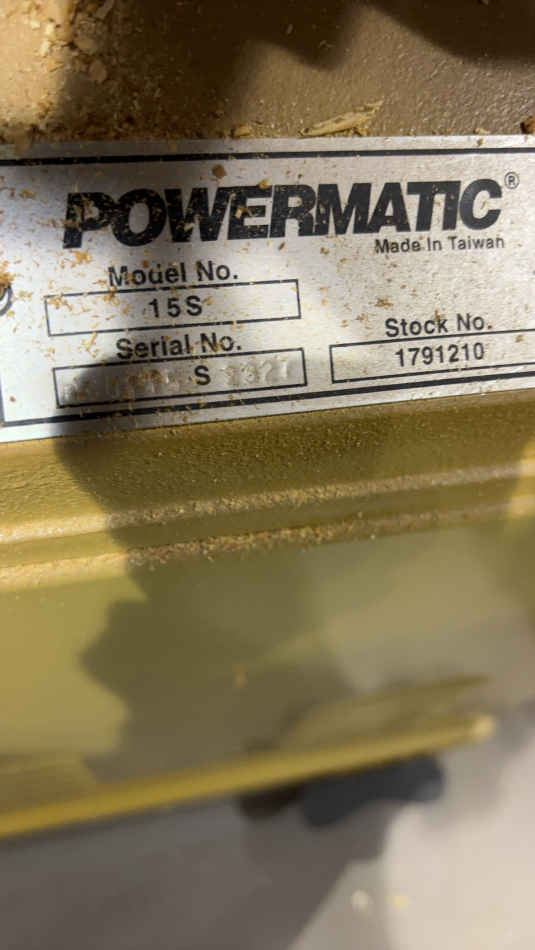 POWERMATIC®
Made In Taiwan
Model No.
15S
Serial No.
S
Stock No.
1791210